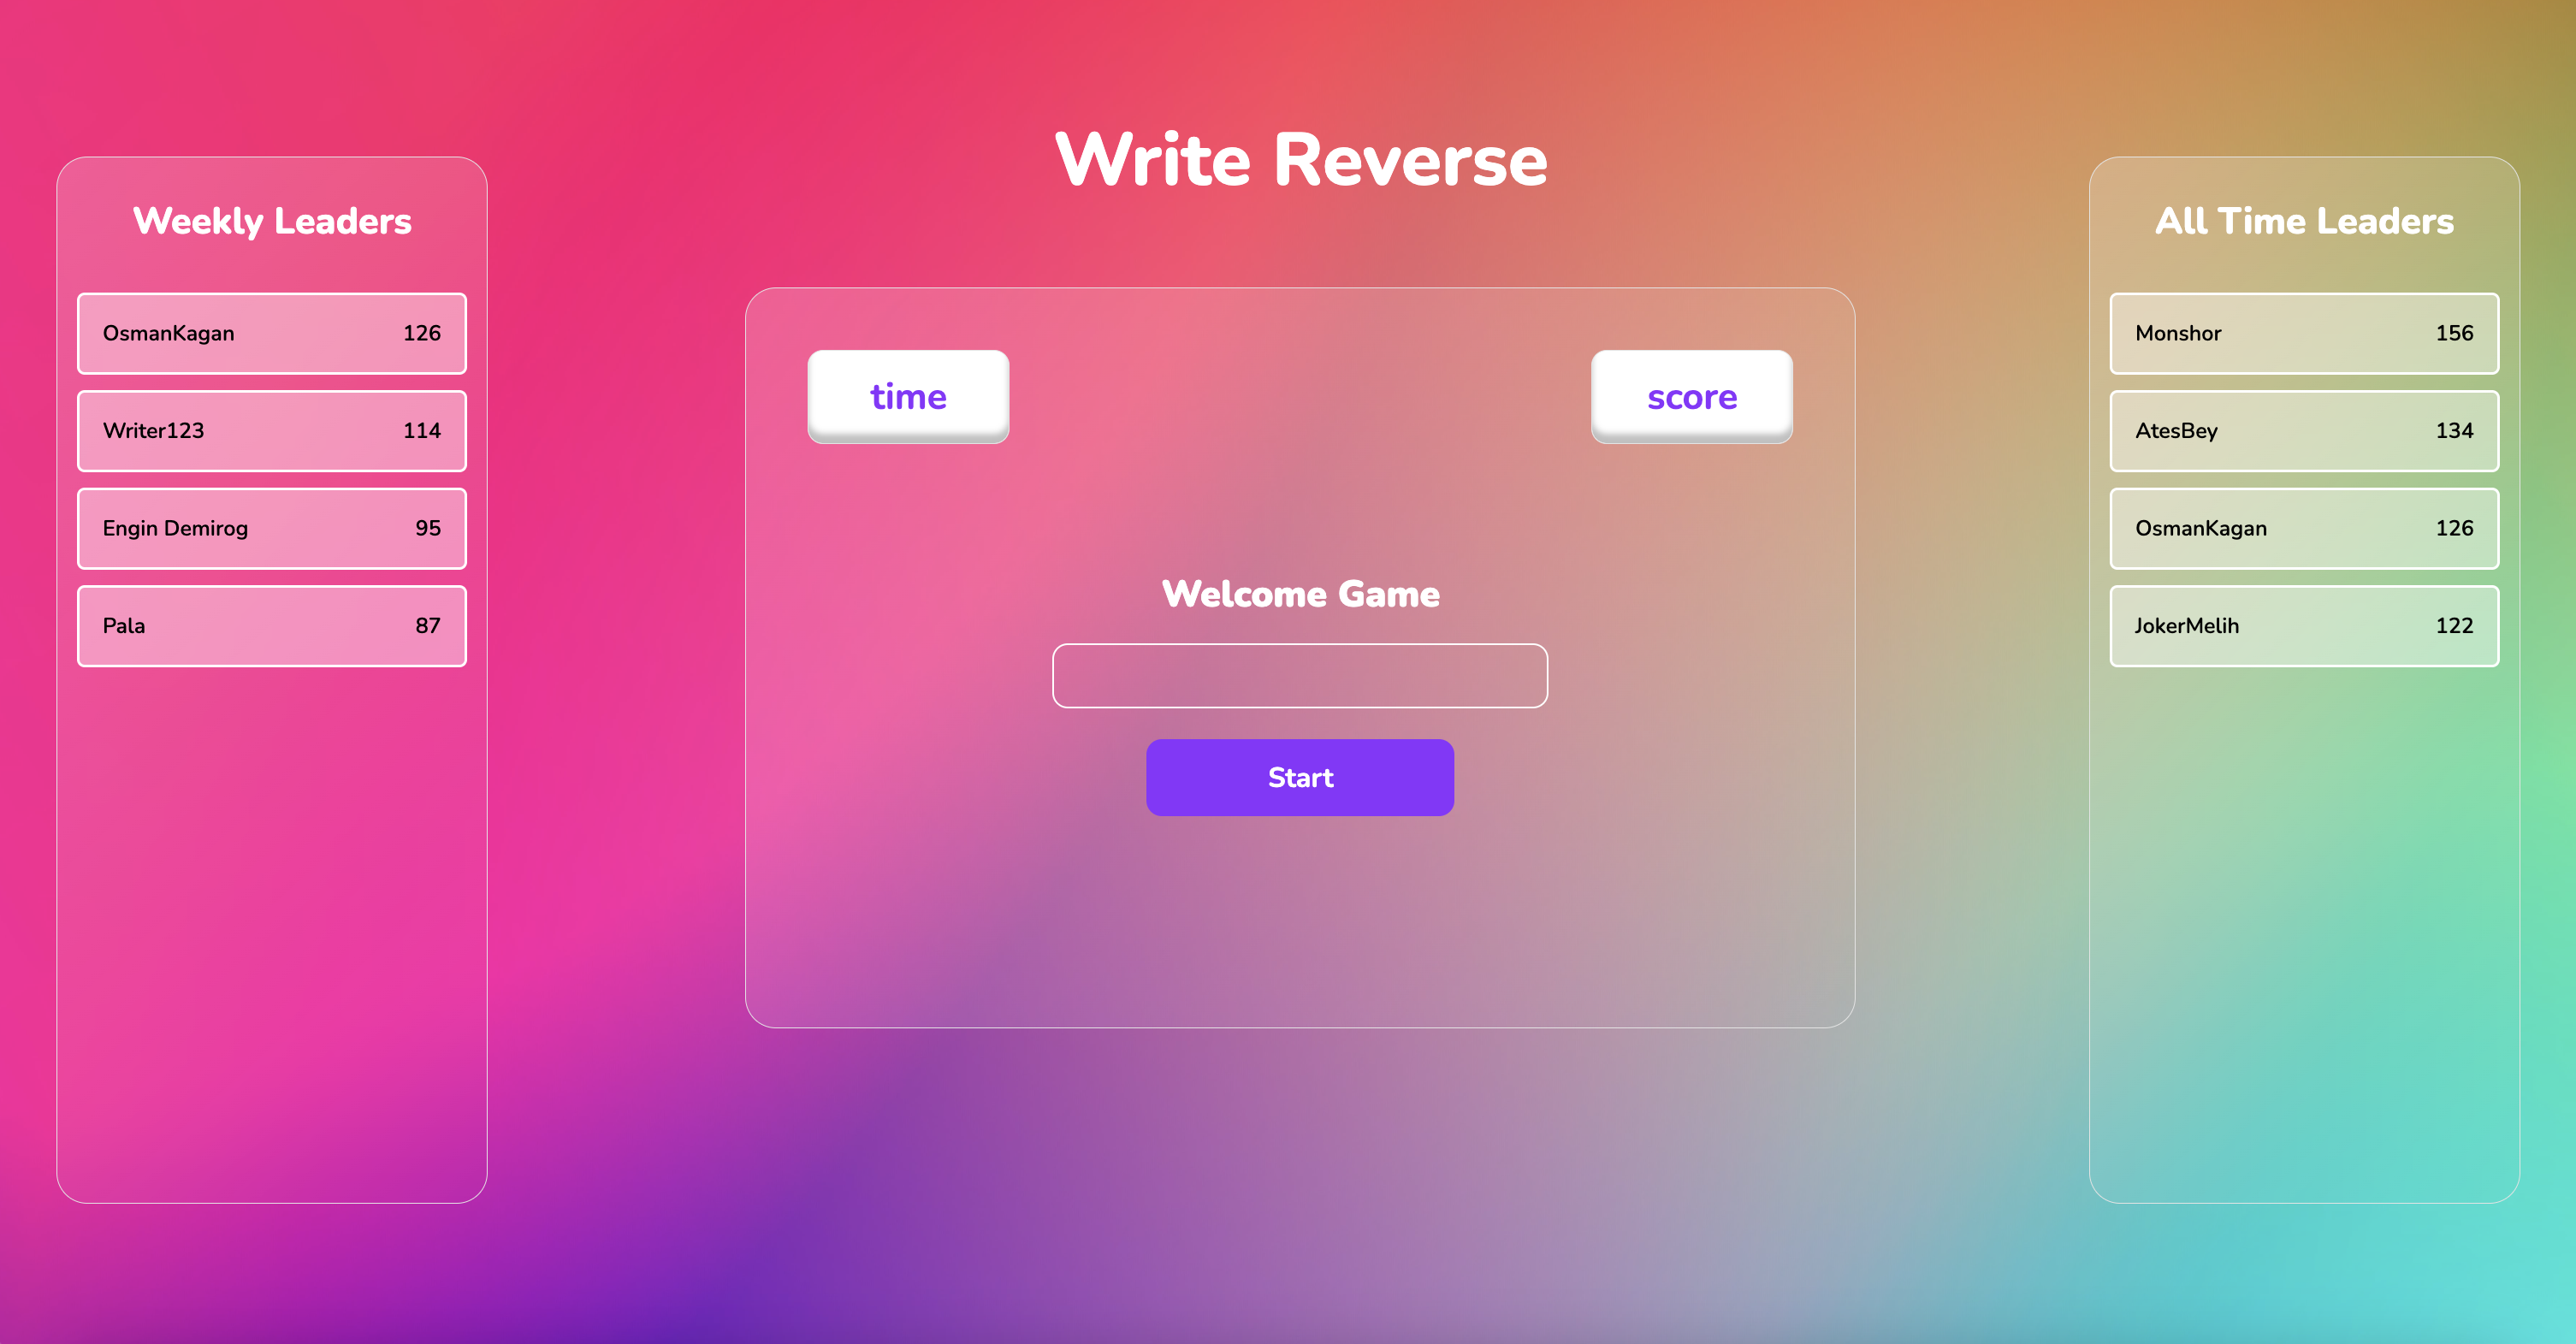 Write Reverse
Weekly Leaders
OsmanKagan 126
Writer123 114
Engin Demirog 95
Pala 87
time
score
Welcome Game
Start
All Time Leaders
Monshor 156
AtesBey 134
OsmanKagan 126
JokerMelih 122